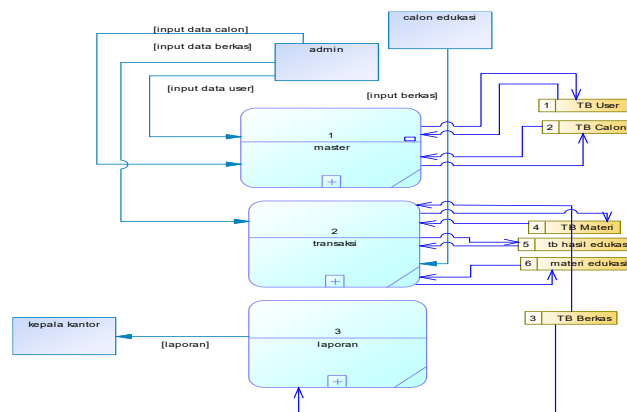 calon edukasi
[input data calon]
[input data berkas]
admin
[input data user]
[input berkas]
1 TB User
2 TB Calon
1
master
4 TB Materi
2
transaksi
5 tb hasil edukas
6 materi edukasi
3 TB Berkas
kepala kantor
[laporan]
3
laporan